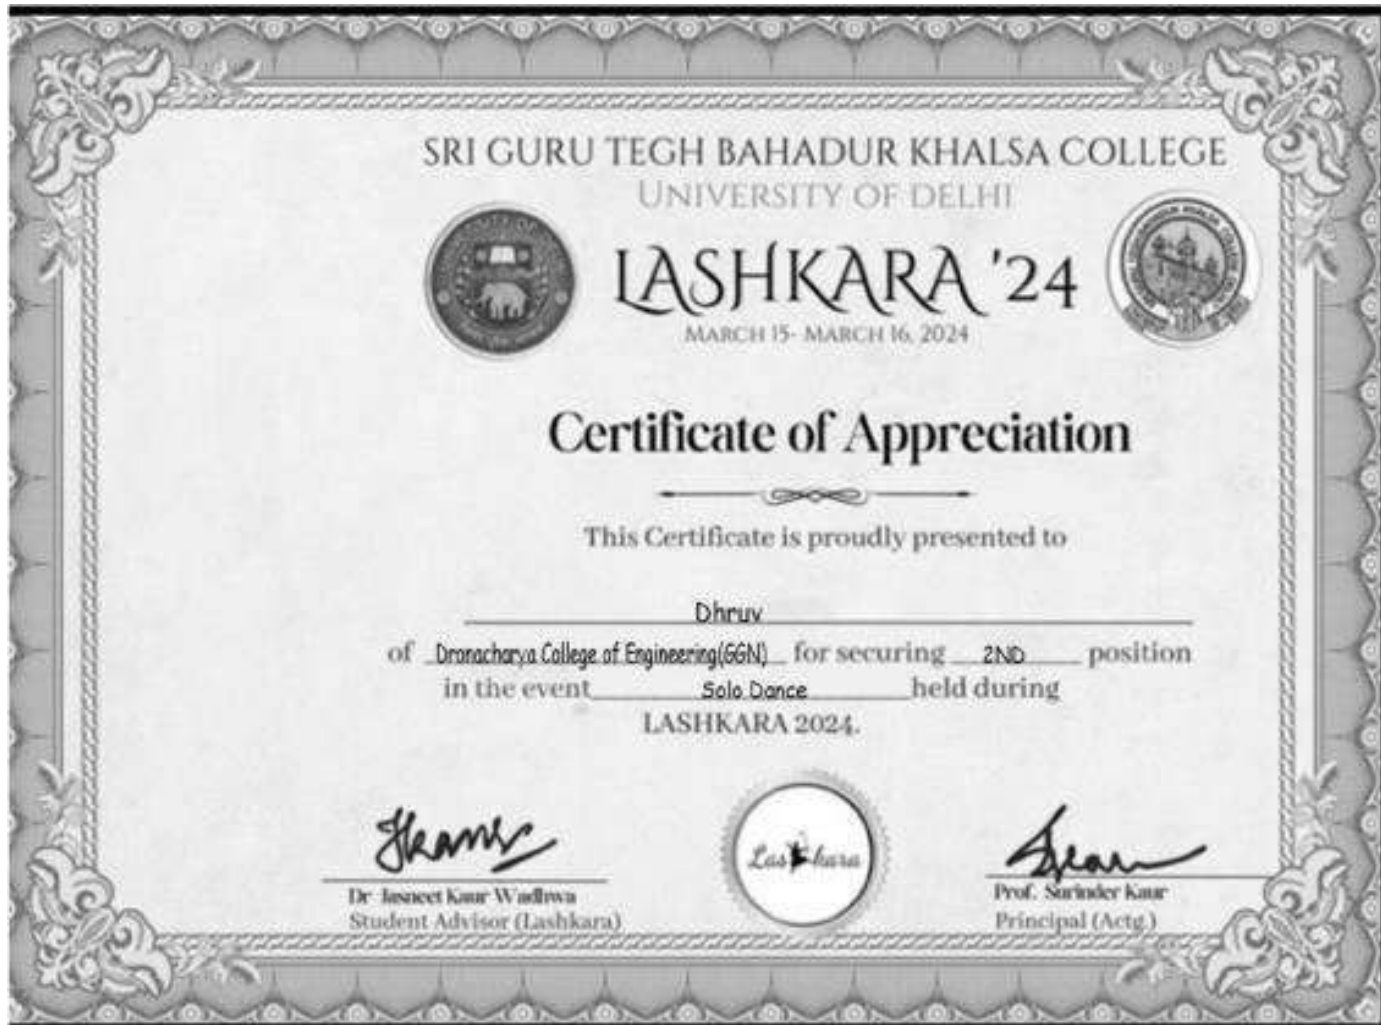 SRI GURU TEGH BAHADUR KHALSA COLLEGE
UNIVERSITY OF DELHI
LASHKARA '24
MARCH 15- MARCH 16, 2024
Certificate of Appreciation
This Certificate is proudly presented to
Dhruv
of Dronacharya College of Engineering(GGN) for securing 2ND position
in the event Solo Dance held during
LASHKARA 2024.
Lashkara
Dr Jasneet Kaur Wadhwa
Student Advisor (Lashkara)
Prof. Surinder Kaur
Principal (Actg.)